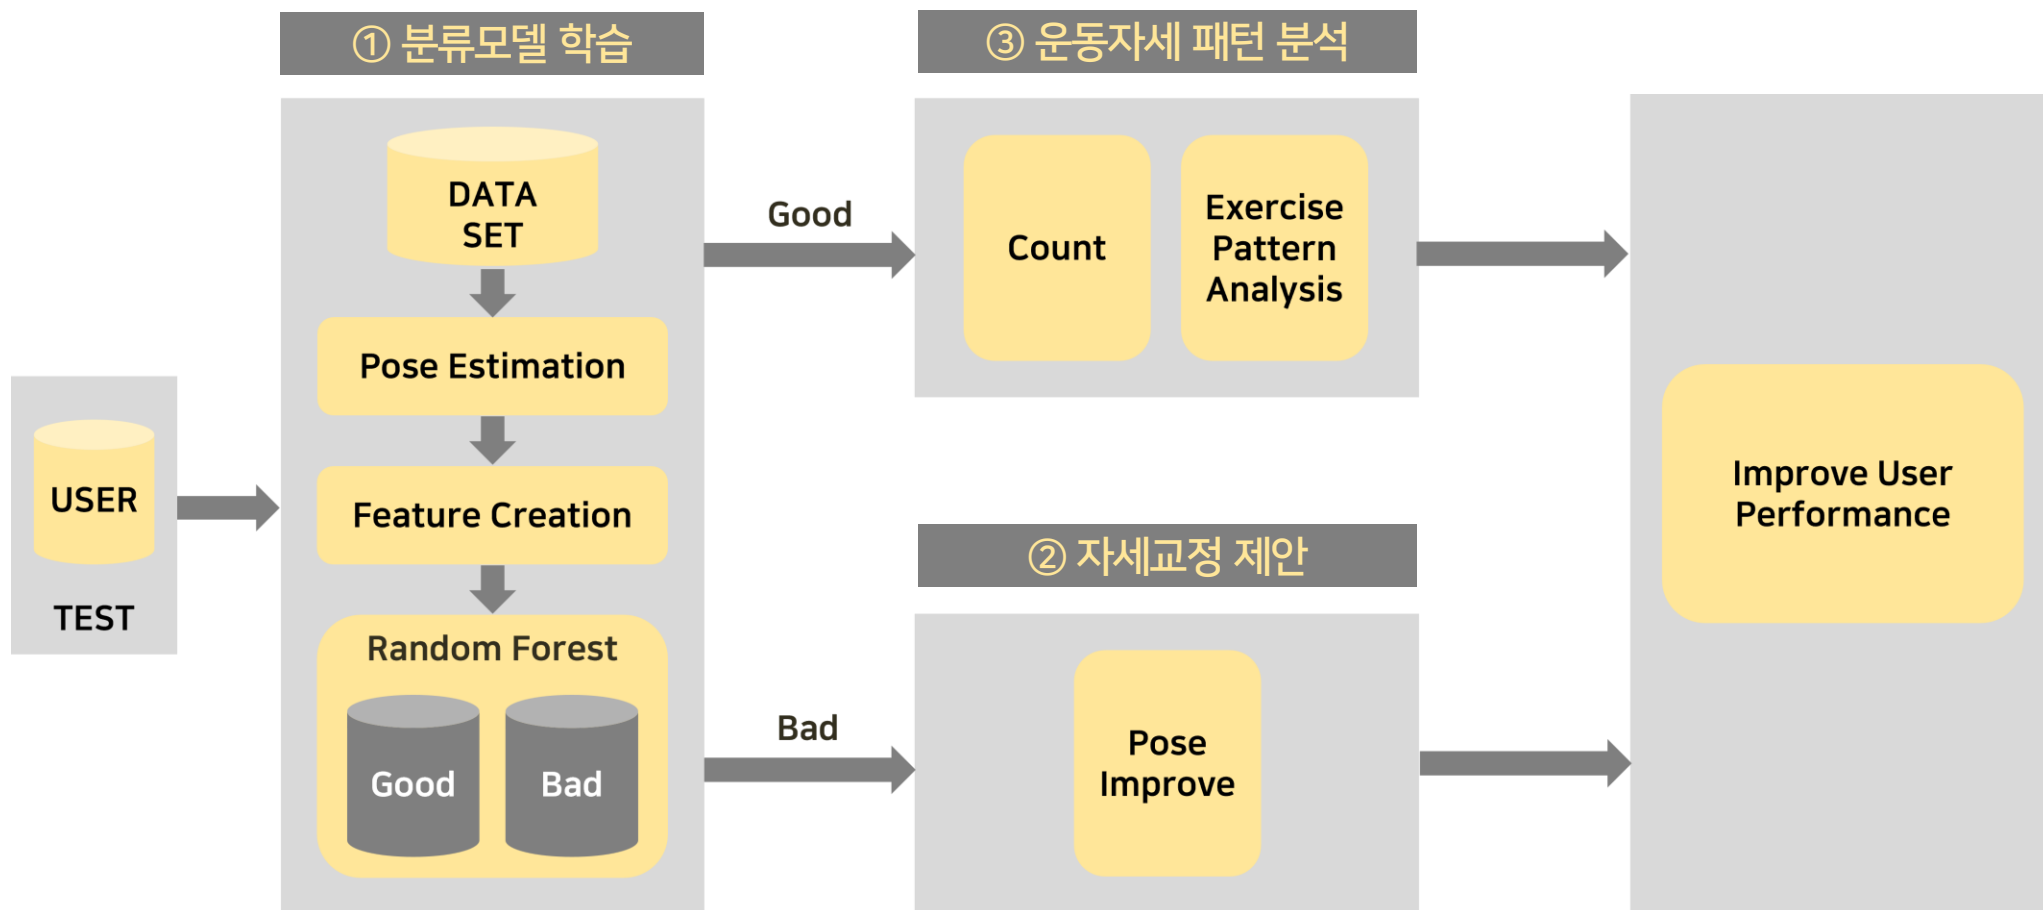 ① 분류모델 학습
DATA
SET
Pose Estimation
Feature Creation
Random Forest
Good
Bad
USER
TEST
Good
Bad
③ 운동자세 패턴 분석
Count
Exercise
Pattern
Analysis
② 자세교정 제안
Pose
Improve
Improve User
Performance